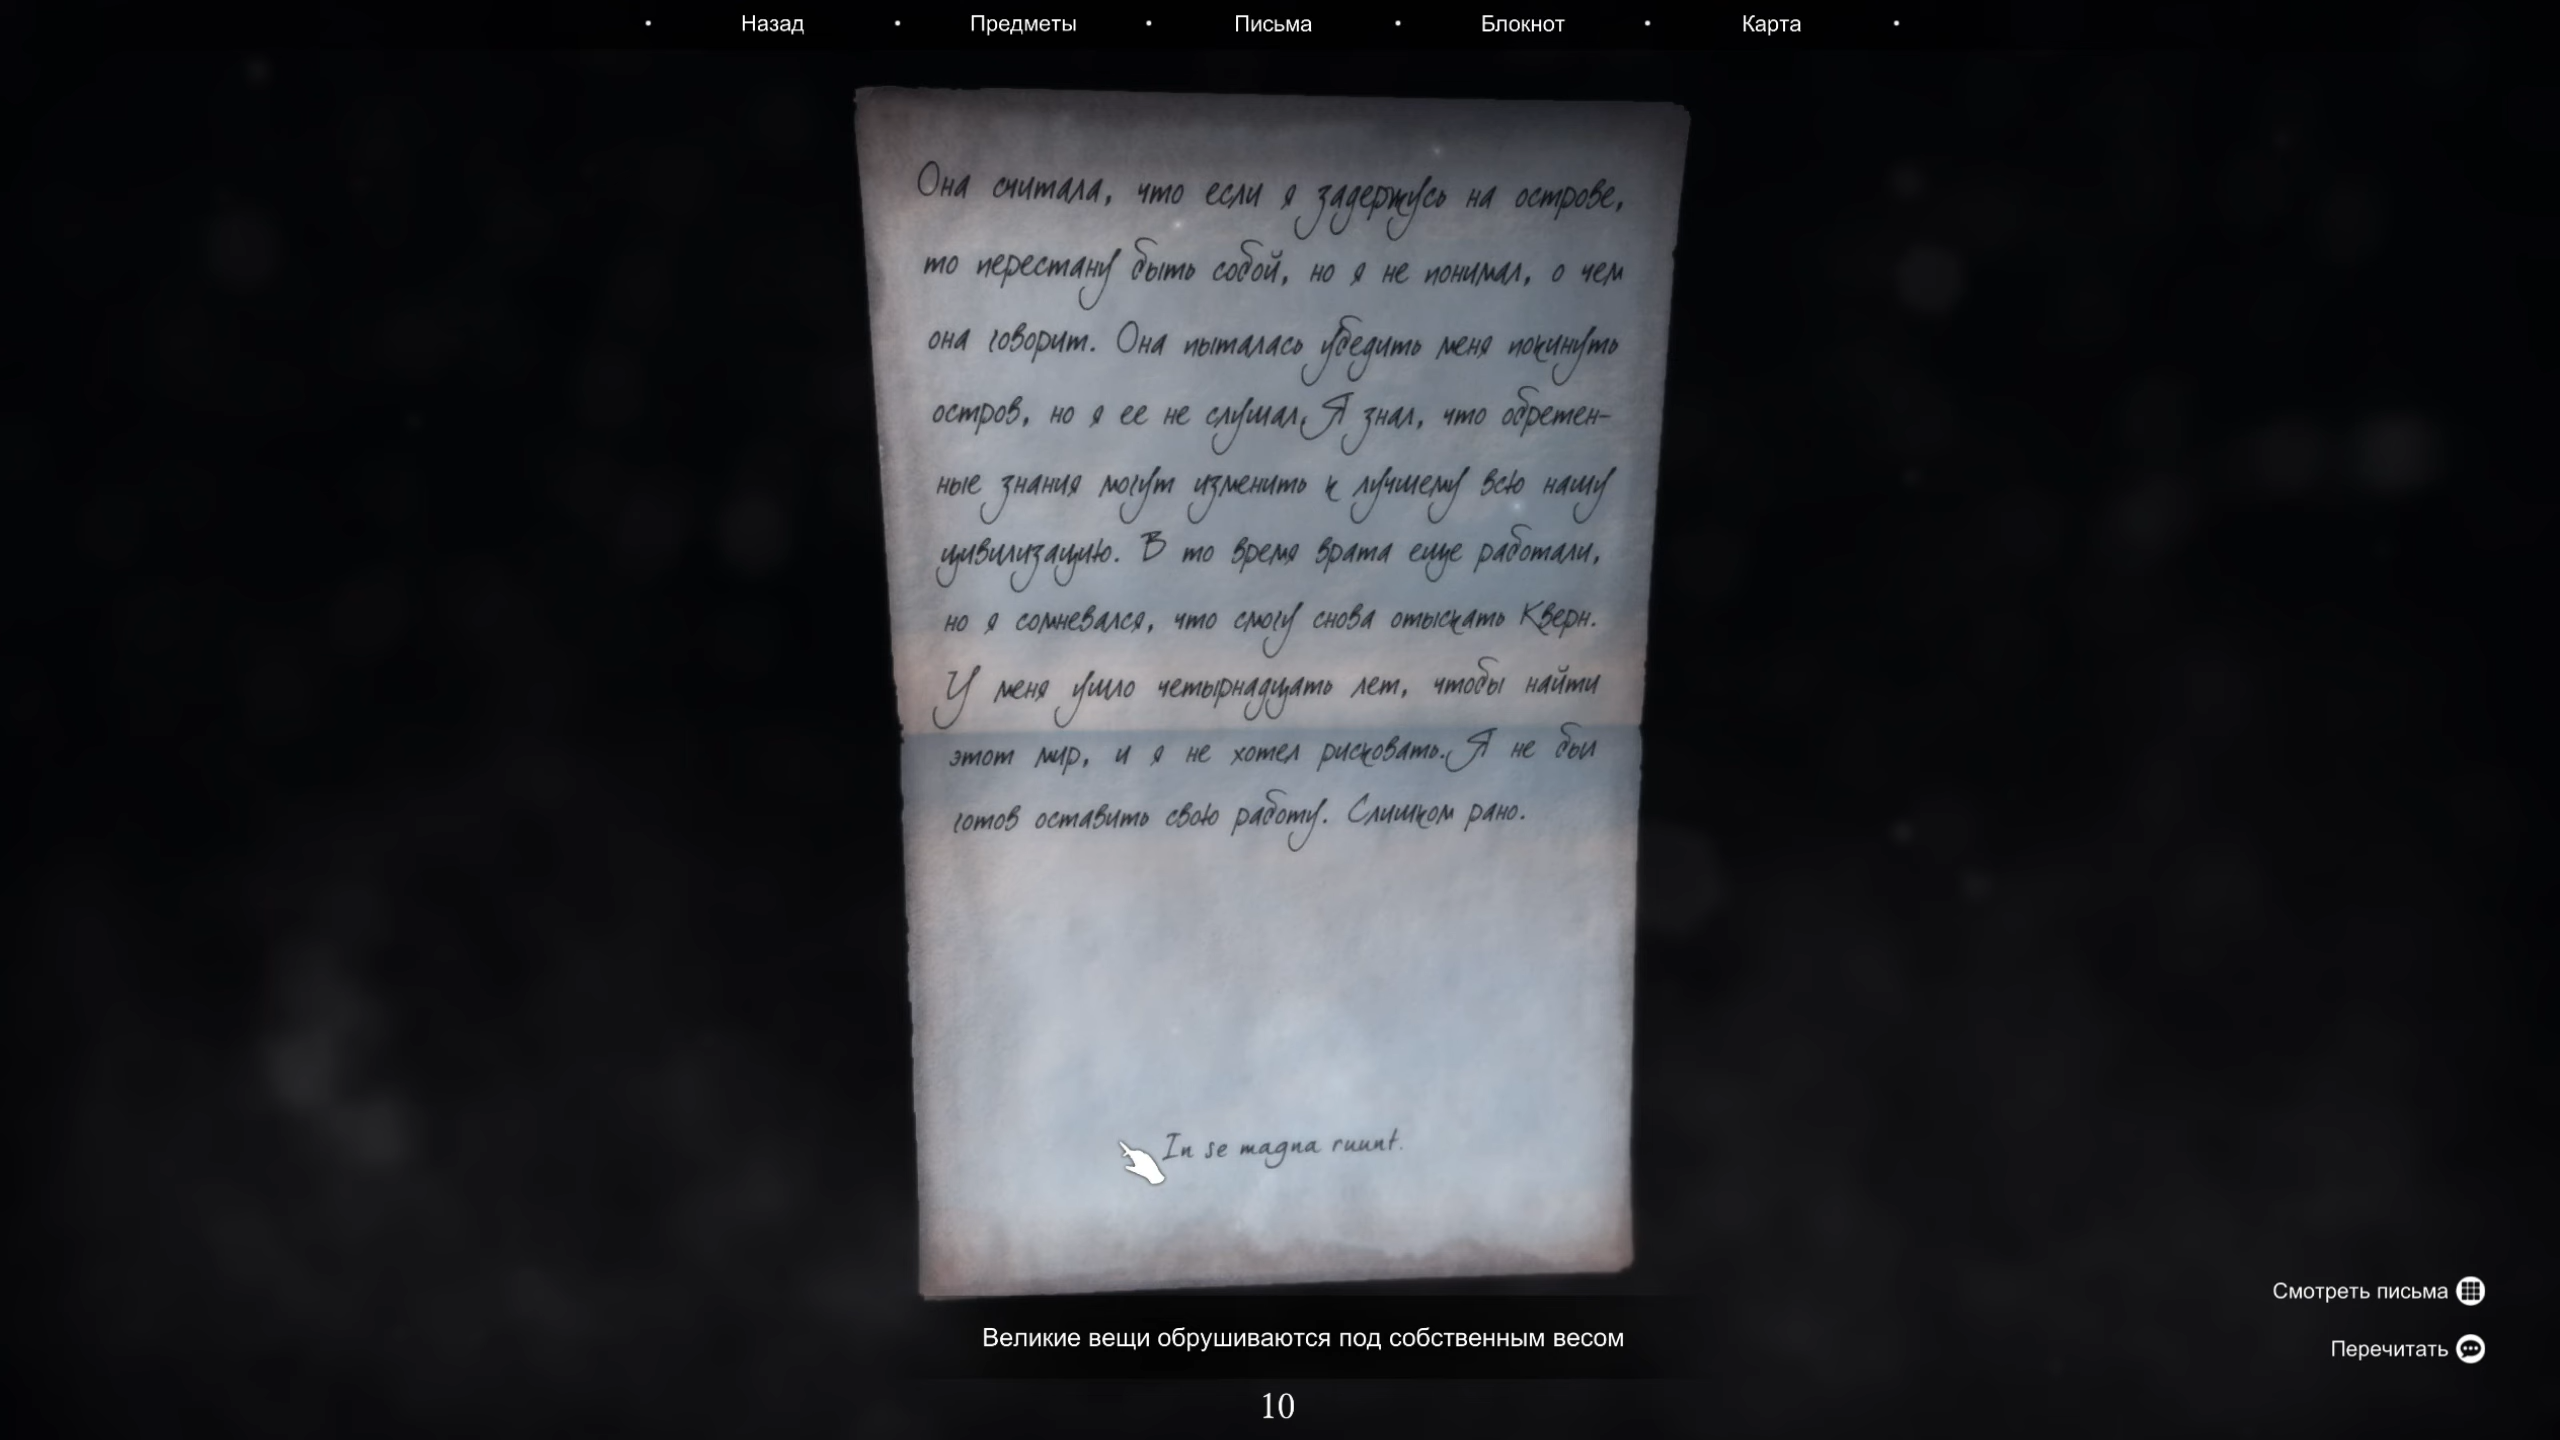 Назад
Предметы
Письма
Блокнот
Карта
Она считала, что если я задержусь на острове,
то перестану быть собой, но я не понимал, о чем
она говорит. Она пыталась убедить меня покинуть
остров, но я ее не слушал. Я знал, что обретен-
ные знания могут изменить к лучшему всю нашу
цивилизацию. В то время врата еще работали,
но я сомневался, что смогу снова отыскать Кверн.
У меня ушло четырнадцать лет, чтобы найти
этот мир, и я не хотел рисковать. Я не был
готов оставить свою работу. Слишком рано.
In se magna ruunt.
Великие вещи обрушиваются под собственным весом
10
Смотреть письма
Перечитать